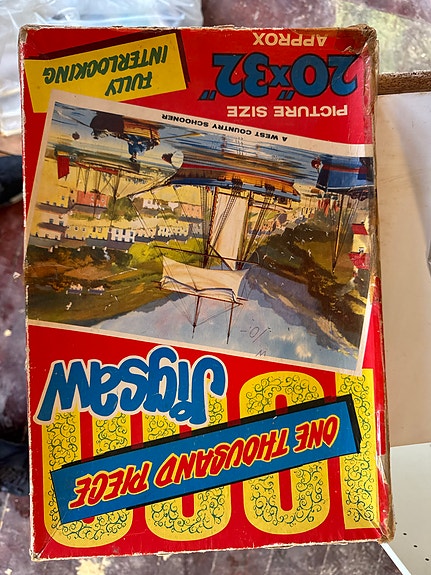 1000
ONE THOUSAND PIECE
Jigsaw
A WEST COUNTRY SCHOONER
PICTURE SIZE
20"x32"
APPROX
FULLY
INTERLOCKING